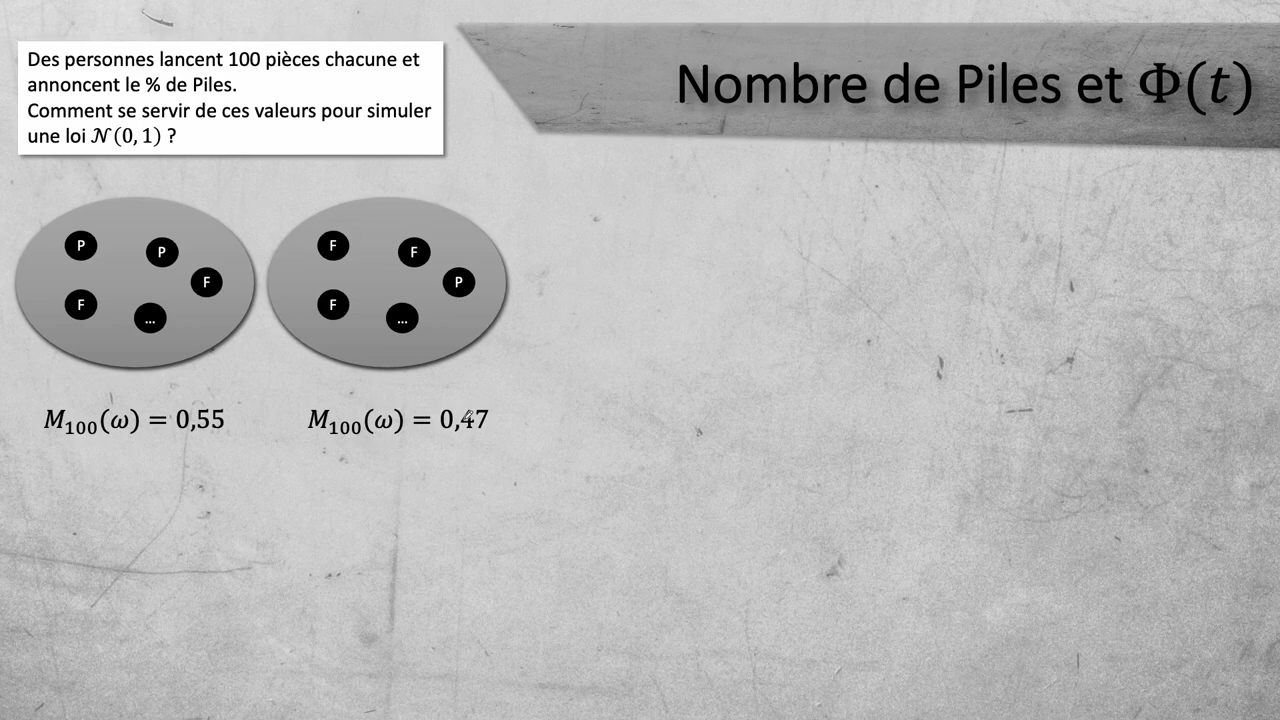 Des personnes lancent 100 pièces chacune et
annoncent le % de Piles.
Comment se servir de ces valeurs pour simuler
une loi 𝒩(0,1) ?
Nombre de Piles et Φ(t)
P
P
F
F
...
F
F
P
F
...
M₁₀₀(ω) = 0,55
M₁₀₀(ω) = 0,47